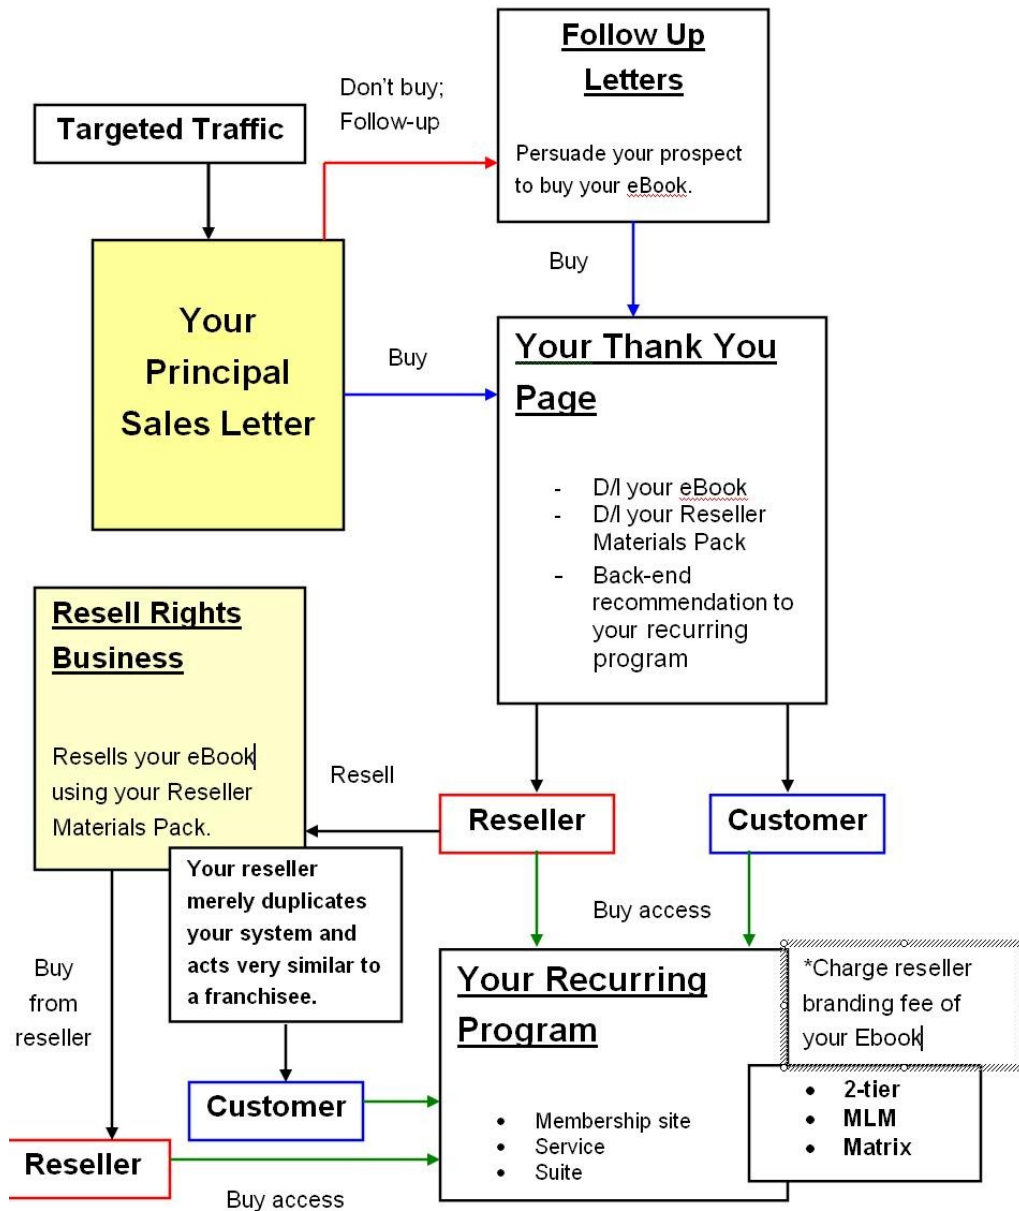 Follow Up
Letters
Persuade your prospect
to buy your eBook.
Don't buy;
Follow-up
Targeted Traffic
Buy
Your
Principal
Sales Letter
Buy
Your Thank You
Page
- D/l your eBook
- D/l your Reseller
Materials Pack
- Back-end
recommendation to
your recurring
program
Resell Rights
Business
Resells your eBook
using your Reseller
Materials Pack.
Resell
Reseller
Customer
Your reseller
merely duplicates
your system and
acts very similar to
a franchisee.
Buy access
Buy
from
reseller
Your Recurring
Program
• Membership site
• Service
• Suite
*Charge reseller
branding fee of
your Ebook
• 2-tier
• MLM
• Matrix
Customer
Reseller
Buy access